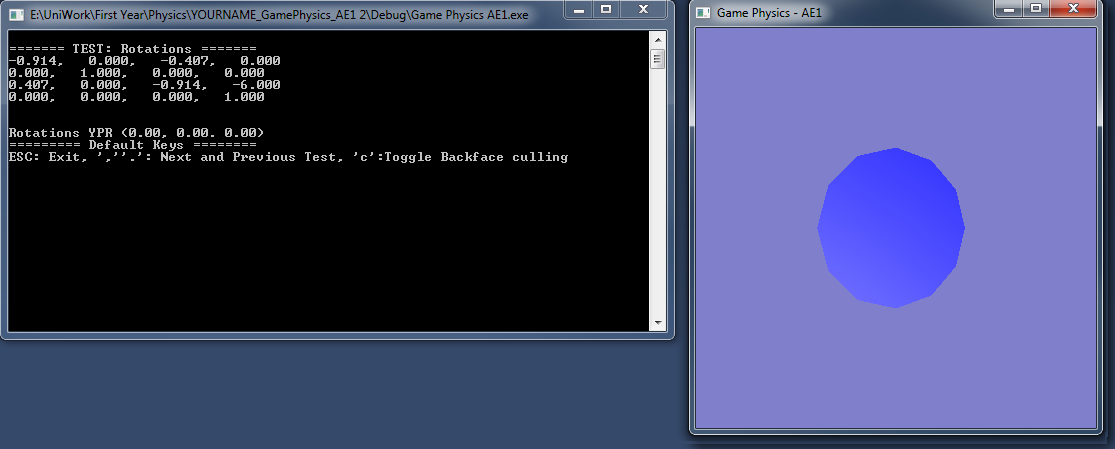 E:\UniWork\First Year\Physics\YOURNAME_GamePhysics_AE1 2\Debug\Game Physics AE1.exe
======= TEST: Rotations =======
-0.914,   0.000,   -0.407,   0.000
0.000,   1.000,   0.000,   0.000
0.407,   0.000,   -0.914,   -6.000
0.000,   0.000,   0.000,   1.000
Rotations YPR (0.00, 0.00. 0.00)
========= Default Keys ========
ESC: Exit, ',''.': Next and Previous Test, 'c':Toggle Backface culling
Game Physics - AE1